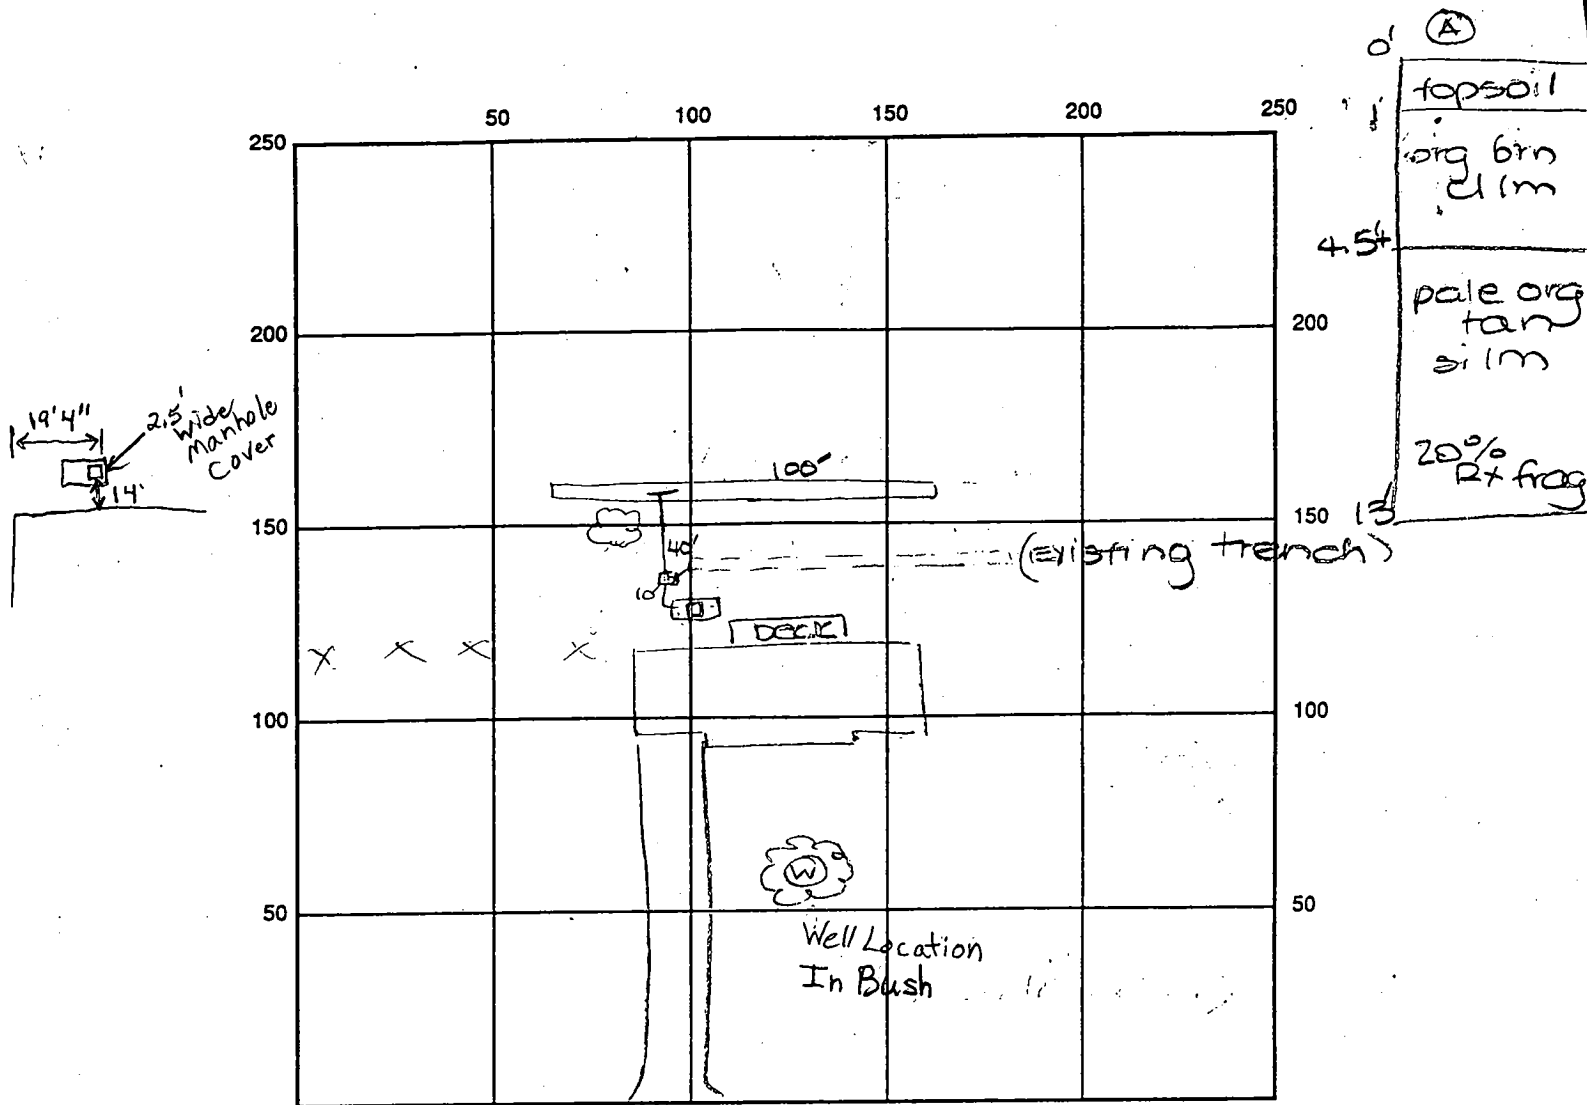 50 100 150 200 250
250
200
150
100
50
200
150
100
50
19'4"
2.5'
wide
Manhole
Cover
14'
100'
40'
10
(Existing trench)
DECK
X X X X
W
Well Location
In Bush
A
0'
topsoil
1'
org brn
cl lm
4.5'
pale org
tan
si lm
20%
Rx frag
13'